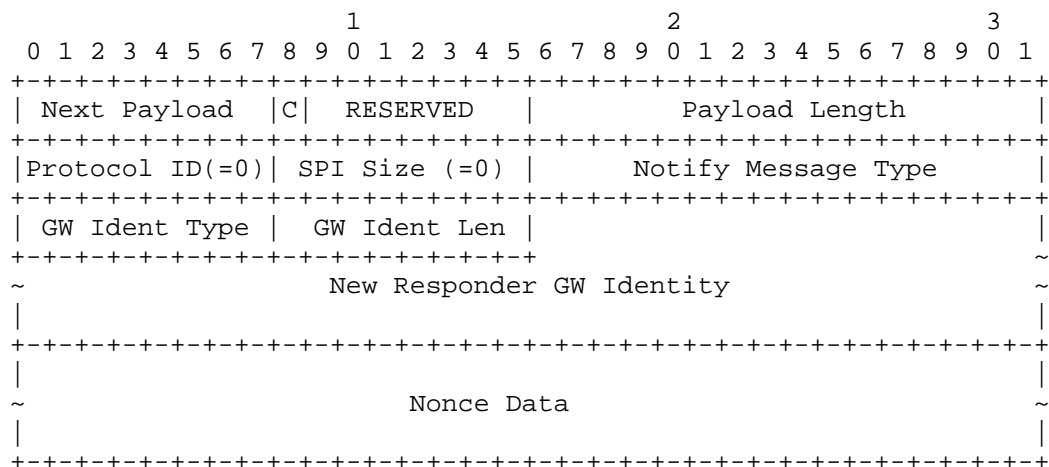 1                   2                   3
 0 1 2 3 4 5 6 7 8 9 0 1 2 3 4 5 6 7 8 9 0 1 2 3 4 5 6 7 8 9 0 1
+-+-+-+-+-+-+-+-+-+-+-+-+-+-+-+-+-+-+-+-+-+-+-+-+-+-+-+-+-+-+-+-+
| Next Payload  |C|  RESERVED   |         Payload Length        |
+-+-+-+-+-+-+-+-+-+-+-+-+-+-+-+-+-+-+-+-+-+-+-+-+-+-+-+-+-+-+-+-+
|Protocol ID(=0)| SPI Size (=0) |      Notify Message Type      |
+-+-+-+-+-+-+-+-+-+-+-+-+-+-+-+-+-+-+-+-+-+-+-+-+-+-+-+-+-+-+-+-+
| GW Ident Type |  GW Ident Len |                               |
+-+-+-+-+-+-+-+-+-+-+-+-+-+-+-+-+                               ~
~                   New Responder GW Identity                   ~
|                                                               |
+-+-+-+-+-+-+-+-+-+-+-+-+-+-+-+-+-+-+-+-+-+-+-+-+-+-+-+-+-+-+-+-+
|                                                               |
~                        Nonce Data                             ~
|                                                               |
+-+-+-+-+-+-+-+-+-+-+-+-+-+-+-+-+-+-+-+-+-+-+-+-+-+-+-+-+-+-+-+-+